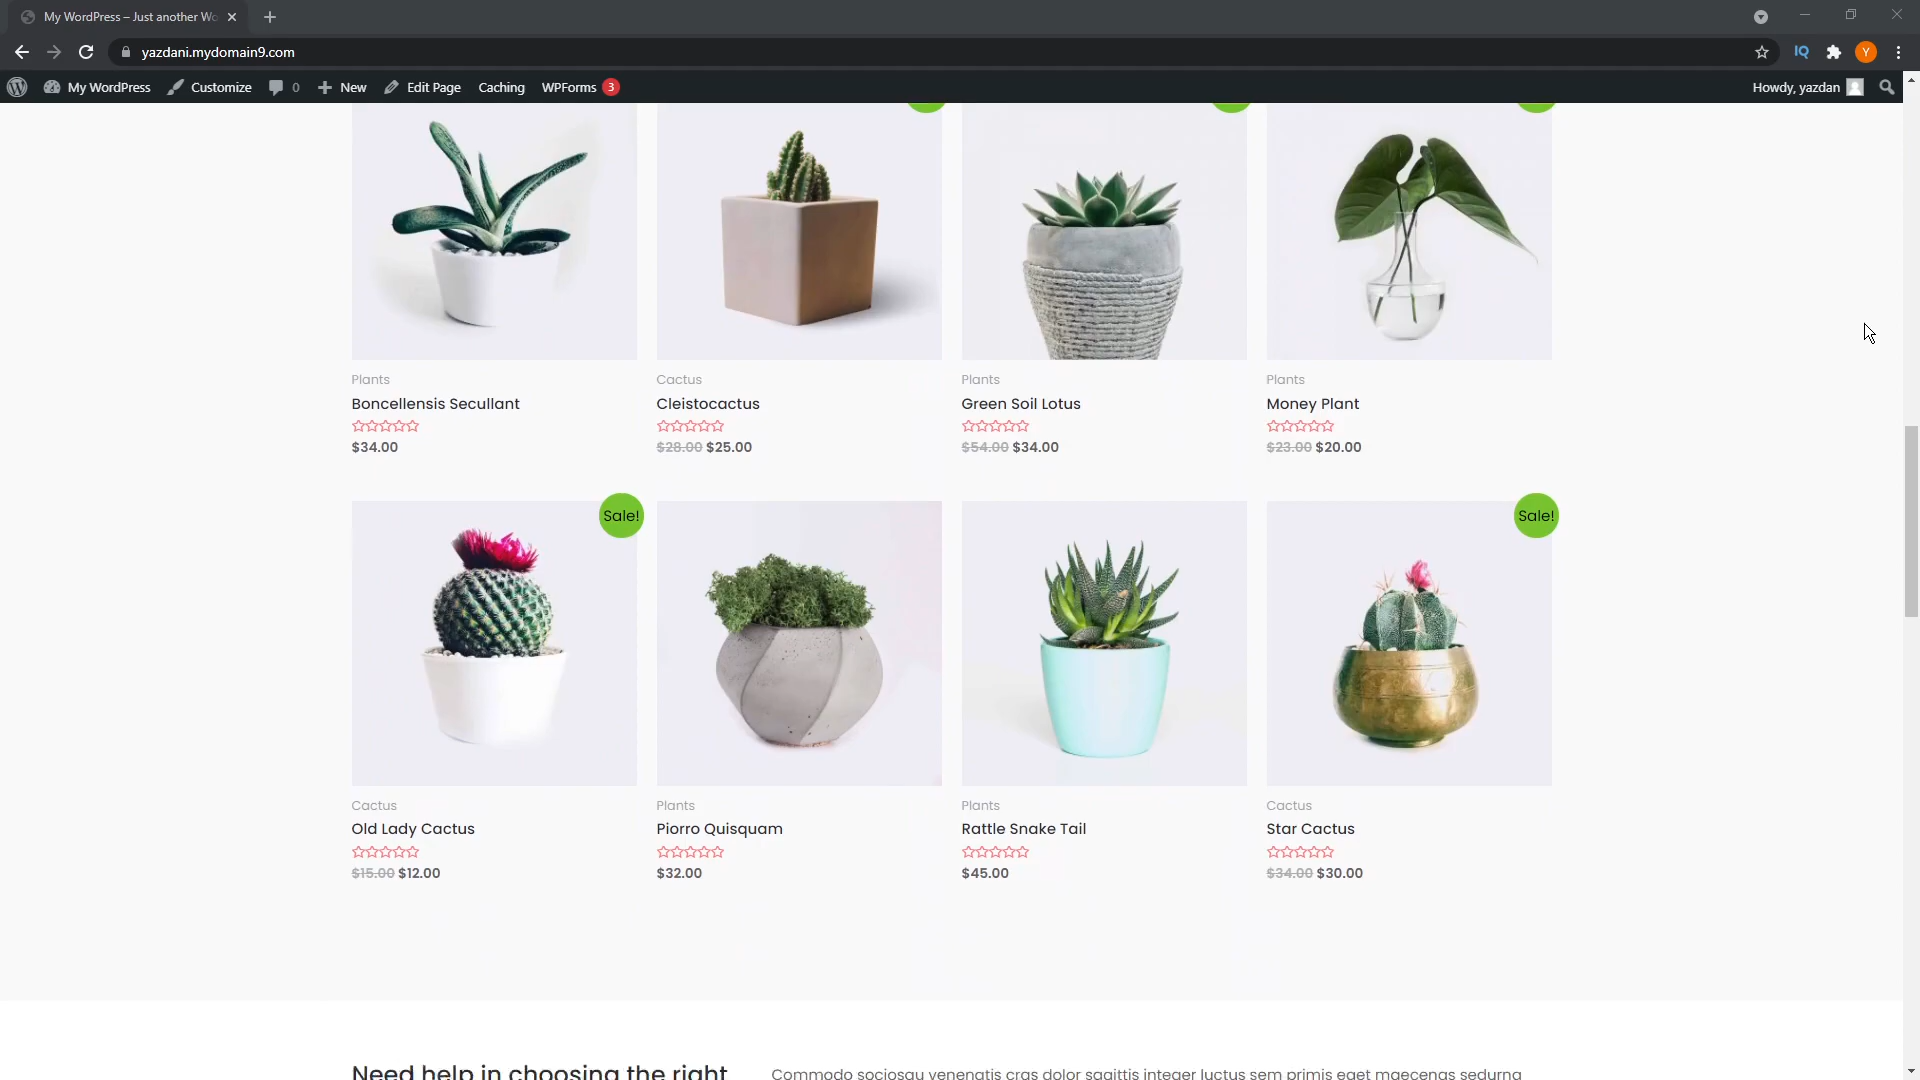 My WordPress – Just another Wo
yazdani.mydomain9.com
IQ
Y
My WordPress
Customize
0
New
Edit Page
Caching
WPForms 3
Howdy, yazdan
Plants
Boncellensis Secullant
$34.00
Cactus
Cleistocactus
$28.00 $25.00
Plants
Green Soil Lotus
$54.00 $34.00
Plants
Money Plant
$23.00 $20.00
Sale!
Cactus
Old Lady Cactus
$15.00 $12.00
Plants
Piorro Quisquam
$32.00
Plants
Rattle Snake Tail
$45.00
Sale!
Cactus
Star Cactus
$34.00 $30.00
Need help in choosing the right
Commodo sociosqu venenatis cras dolor sagittis integer luctus sem primis eget maecenas sedurna